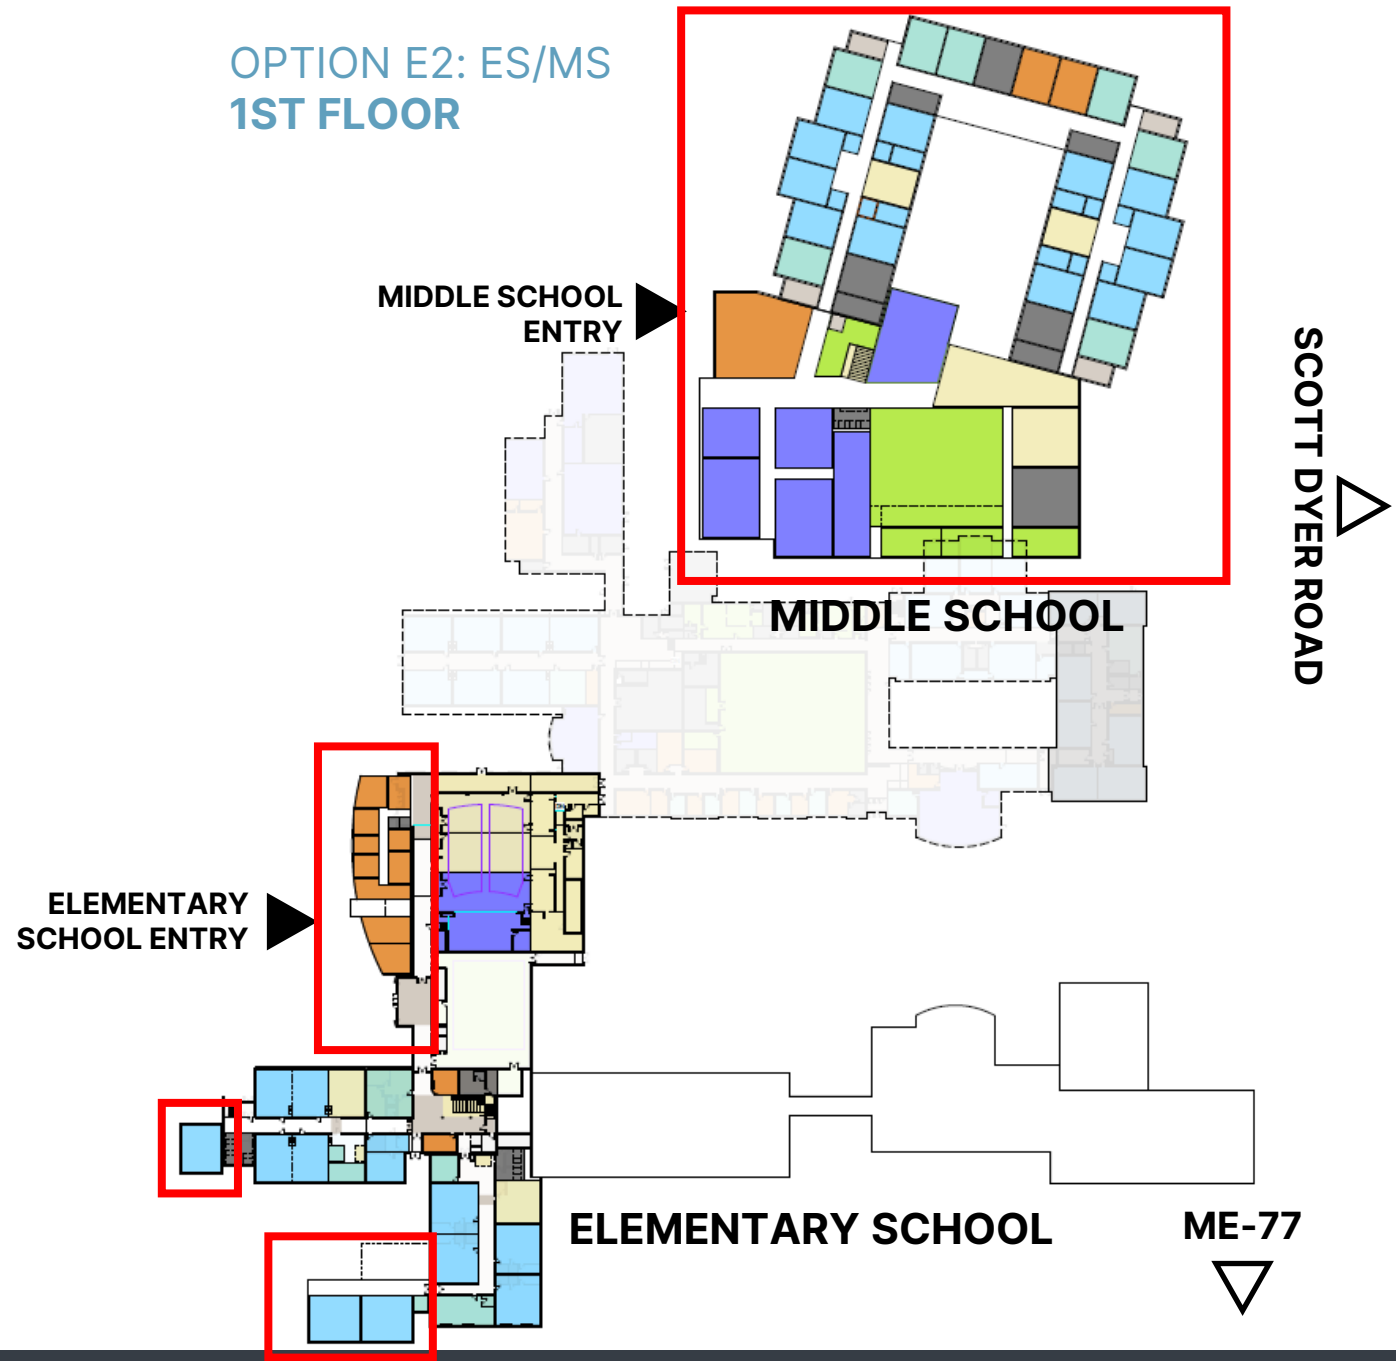 OPTION E2: ES/MS
1ST FLOOR
MIDDLE SCHOOL
ENTRY
SCOTT DYER ROAD
MIDDLE SCHOOL
ELEMENTARY
SCHOOL ENTRY
ELEMENTARY SCHOOL
ME-77